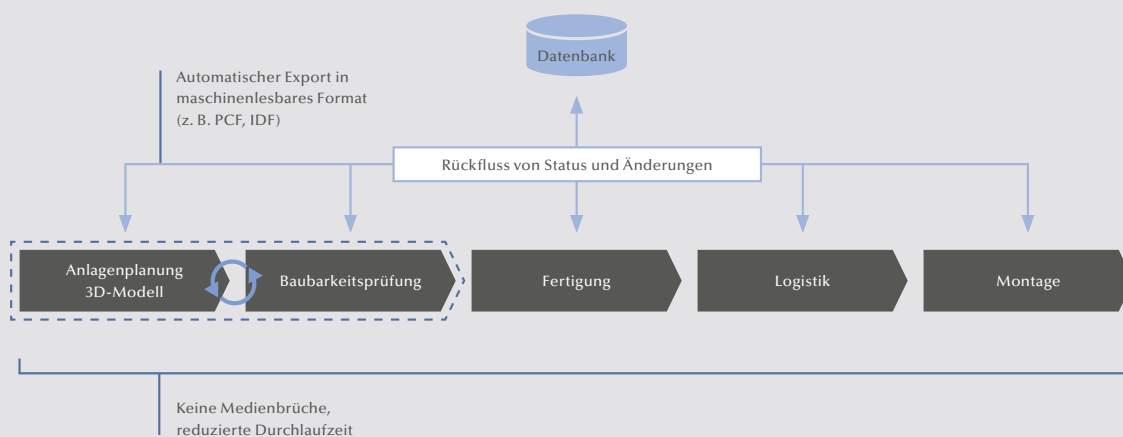 Datenbank
Automatischer Export in
maschinenlesbares Format
(z. B. PCF, IDF)
Rückfluss von Status und Änderungen
Anlagenplanung
3D-Modell
Baubarkeitsprüfung
Fertigung
Logistik
Montage
Keine Medienbrüche,
reduzierte Durchlaufzeit